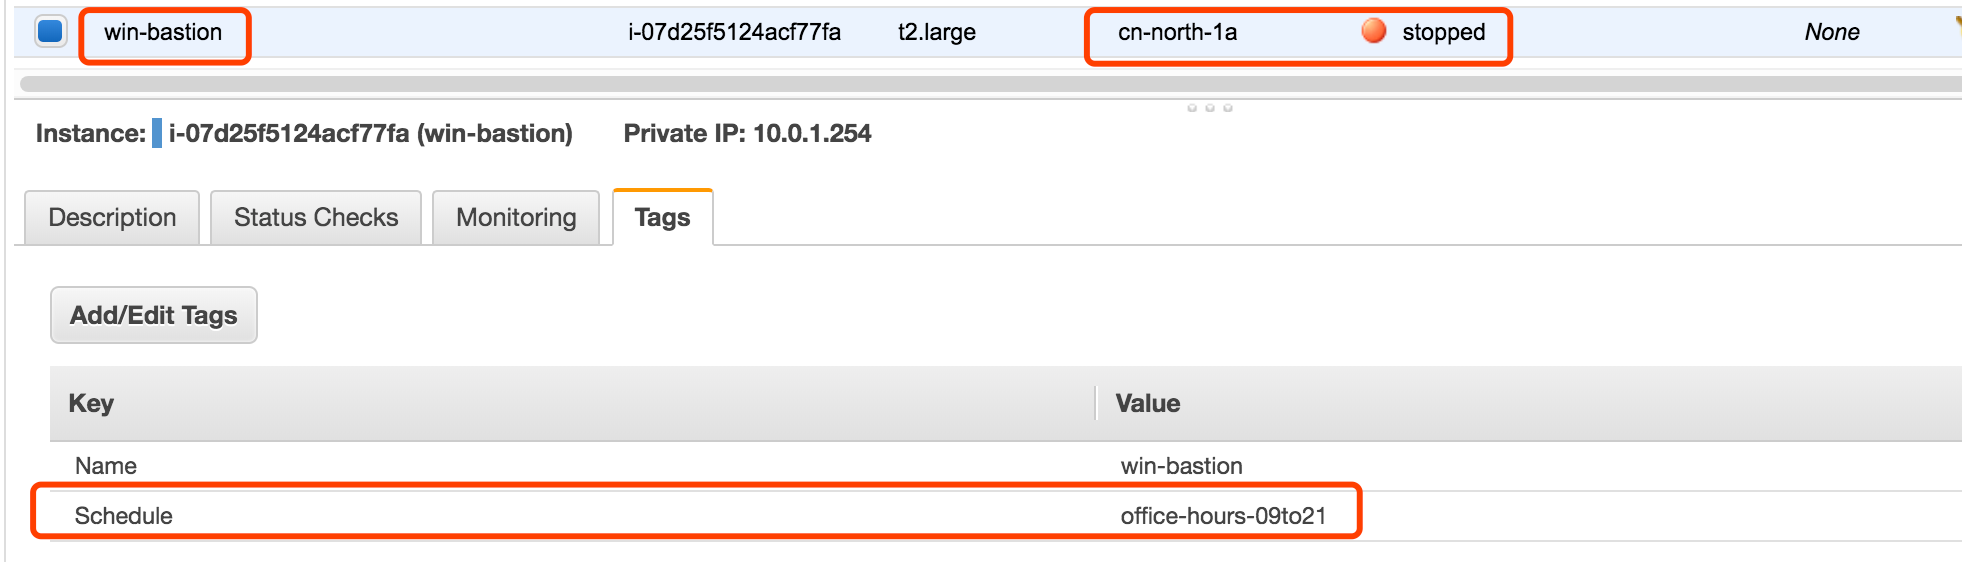 win-bastion i-07d25f5124acf77fa t2.large cn-north-1a stopped None
Instance: i-07d25f5124acf77fa (win-bastion) Private IP: 10.0.1.254
Description Status Checks Monitoring Tags
Add/Edit Tags
Key Value
Name win-bastion
Schedule office-hours-09to21